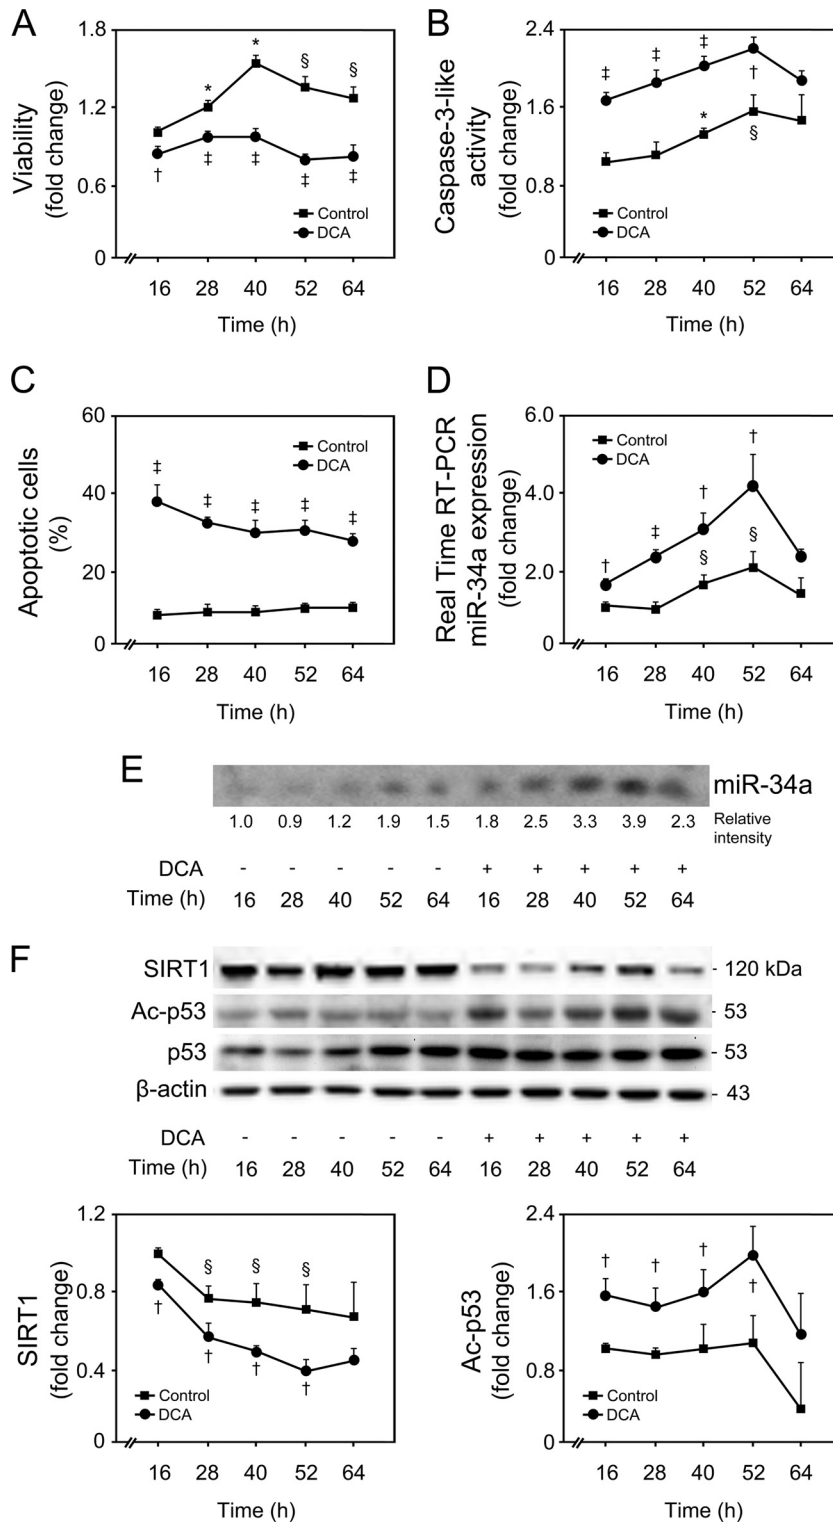 A
Viability
(fold change)
1.8
1.2
0.6
0
*
*
§
§
†
‡
‡
‡
‡
Control
DCA
16 28 40 52 64
Time (h)
B
Caspase-3-like
activity
(fold change)
2.4
1.6
0.8
0
‡
‡
‡
†
*
§
Control
DCA
16 28 40 52 64
Time (h)
C
Apoptotic cells
(%)
60
40
20
0
‡
‡
‡
‡
‡
Control
DCA
16 28 40 52 64
Time (h)
D
Real Time RT-PCR
miR-34a expression
(fold change)
6.0
4.0
2.0
0
†
‡
†
†
§
§
Control
DCA
16 28 40 52 64
Time (h)
E
miR-34a
1.0 0.9 1.2 1.9 1.5 1.8 2.5 3.3 3.9 2.3 Relative
intensity
DCA - - - - - + + + + +
Time (h) 16 28 40 52 64 16 28 40 52 64
F
SIRT1 - 120 kDa
Ac-p53 - 53
p53 - 53
β-actin - 43
DCA - - - - - + + + + +
Time (h) 16 28 40 52 64 16 28 40 52 64
SIRT1
(fold change)
1.2
0.8
0.4
0
§
§
§
†
†
†
†
Control
DCA
16 28 40 52 64
Time (h)
Ac-p53
(fold change)
2.4
1.6
0.8
0
†
†
†
†
Control
DCA
16 28 40 52 64
Time (h)